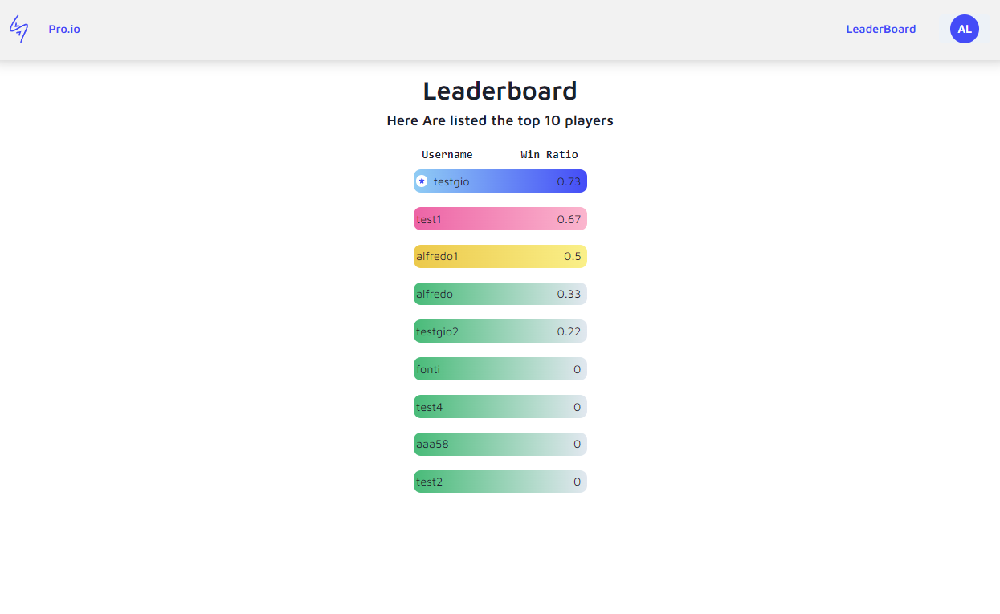 Pro.io LeaderBoard AL
Leaderboard
Here Are listed the top 10 players
Username Win Ratio
testgio 0.73
test1 0.67
alfredo1 0.5
alfredo 0.33
testgio2 0.22
fonti 0
test4 0
aaa58 0
test2 0